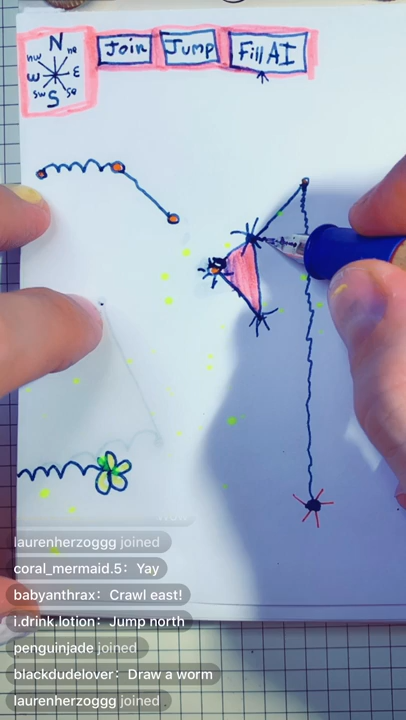 N
nw ne
W E
sw se
S
Join Jump Fill AI
laurenherzoggg joined
coral_mermaid.5: Yay
babyanthrax: Crawl east!
i.drink.lotion: Jump north
penguinjade joined
blackdudelover: Draw a worm
laurenherzoggg joined